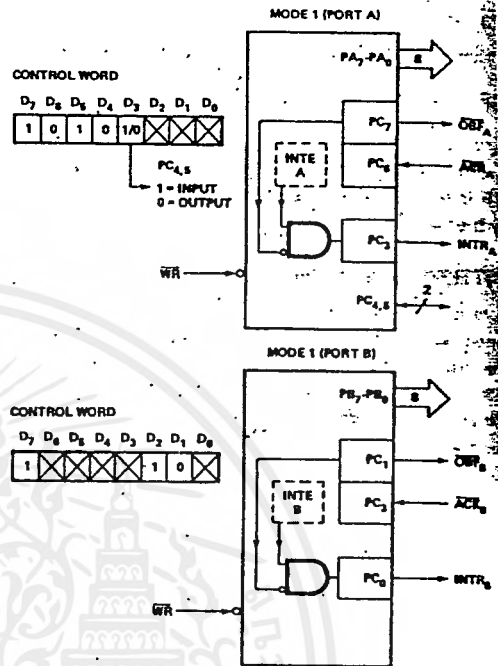 MODE 1 (PORT A)
CONTROL WORD
D7 D6 D5 D4 D3 D2 D1 D0
1 0 1 0 1/0
PC4,5
1 = INPUT
0 = OUTPUT
PA7-PA0
8
PC7
OBFA
INTE
A
PC6
ACKA
PC3
INTRA
WR
PC4,5
2
MODE 1 (PORT B)
CONTROL WORD
D7 D6 D5 D4 D3 D2 D1 D0
1 1 0
PB7-PB0
8
PC1
OBFB
INTE
B
PC2
ACKB
PC0
INTRB
WR